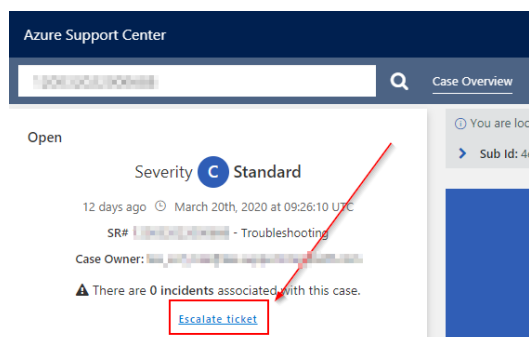 Azure Support Center
Case Overview
You are loc
Sub Id: 4
Open
Severity C Standard
12 days ago March 20th, 2020 at 09:26:10 UTC
SR# - Troubleshooting
Case Owner:
There are 0 incidents associated with this case.
Escalate ticket